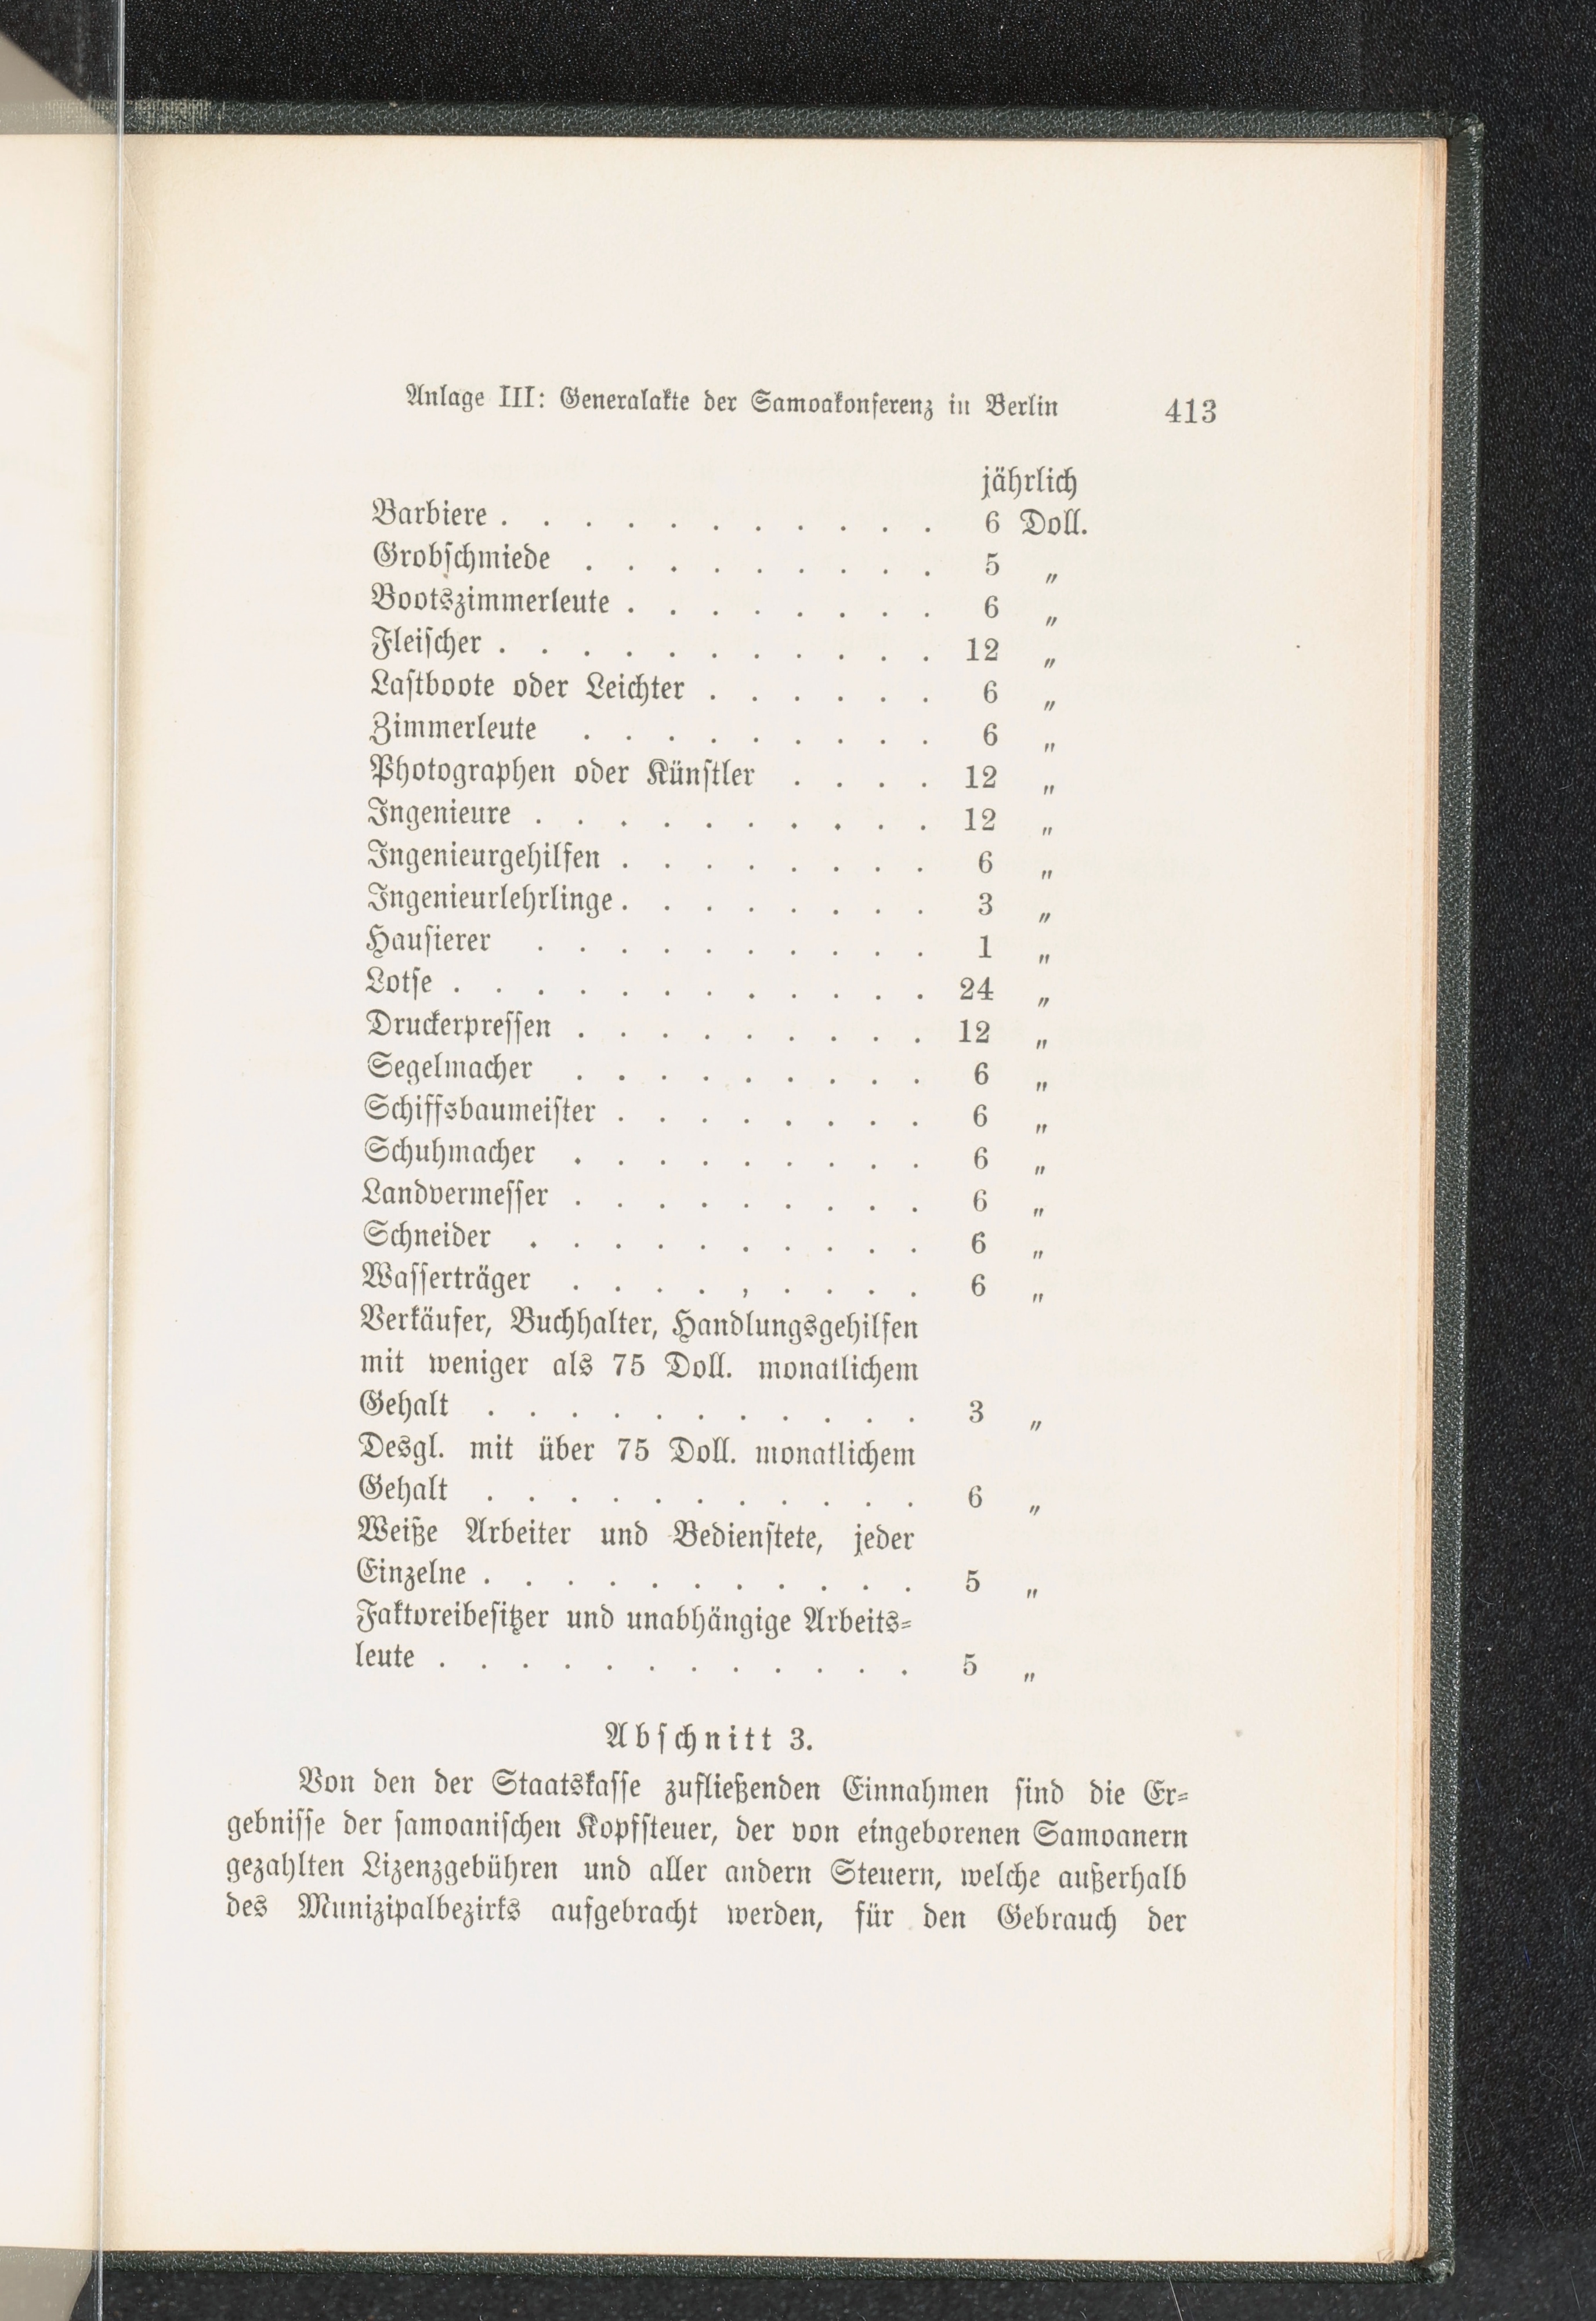 Anlage III: Generalakte der Samoakonferenz in Berlin 413
jährlich
Barbiere . . . . . . . . . . . 6 Doll.
Grobschmiede . . . . . . . . . 5 „
Bootszimmerleute . . . . . . . . 6 „
Fleischer . . . . . . . . . . . 12 „
Lastboote oder Leichter . . . . . . 6 „
Zimmerleute . . . . . . . . . 6 „
Photographen oder Künstler . . . . 12 „
Ingenieure . . . . . . . . . . 12 „
Ingenieurgehilfen . . . . . . . . 6 „
Ingenieurlehrlinge . . . . . . . . 3 „
Hausierer . . . . . . . . . . 1 „
Lotse . . . . . . . . . . . . 24 „
Druckerpressen . . . . . . . . . 12 „
Segelmacher . . . . . . . . . 6 „
Schiffsbaumeister . . . . . . . . 6 „
Schuhmacher . . . . . . . . . 6 „
Landvermesser . . . . . . . . . 6 „
Schneider . . . . . . . . . . 6 „
Wasserträger . . . . , . . . . 6 „
Verkäufer, Buchhalter, Handlungsgehilfen
mit weniger als 75 Doll. monatlichem
Gehalt . . . . . . . . . . . 3 „
Desgl. mit über 75 Doll. monatlichem
Gehalt . . . . . . . . . . . 6 „
Weiße Arbeiter und Bedienstete, jeder
Einzelne . . . . . . . . . . . 5 „
Faktoreibesitzer und unabhängige Arbeits-
leute . . . . . . . . . . . . 5 „
Abschnitt 3.
Von den der Staatskasse zufließenden Einnahmen sind die Er-
gebnisse der samoanischen Kopfsteuer, der von eingeborenen Samoanern
gezahlten Lizenzgebühren und aller andern Steuern, welche außerhalb
des Munizipalbezirks aufgebracht werden, für den Gebrauch der